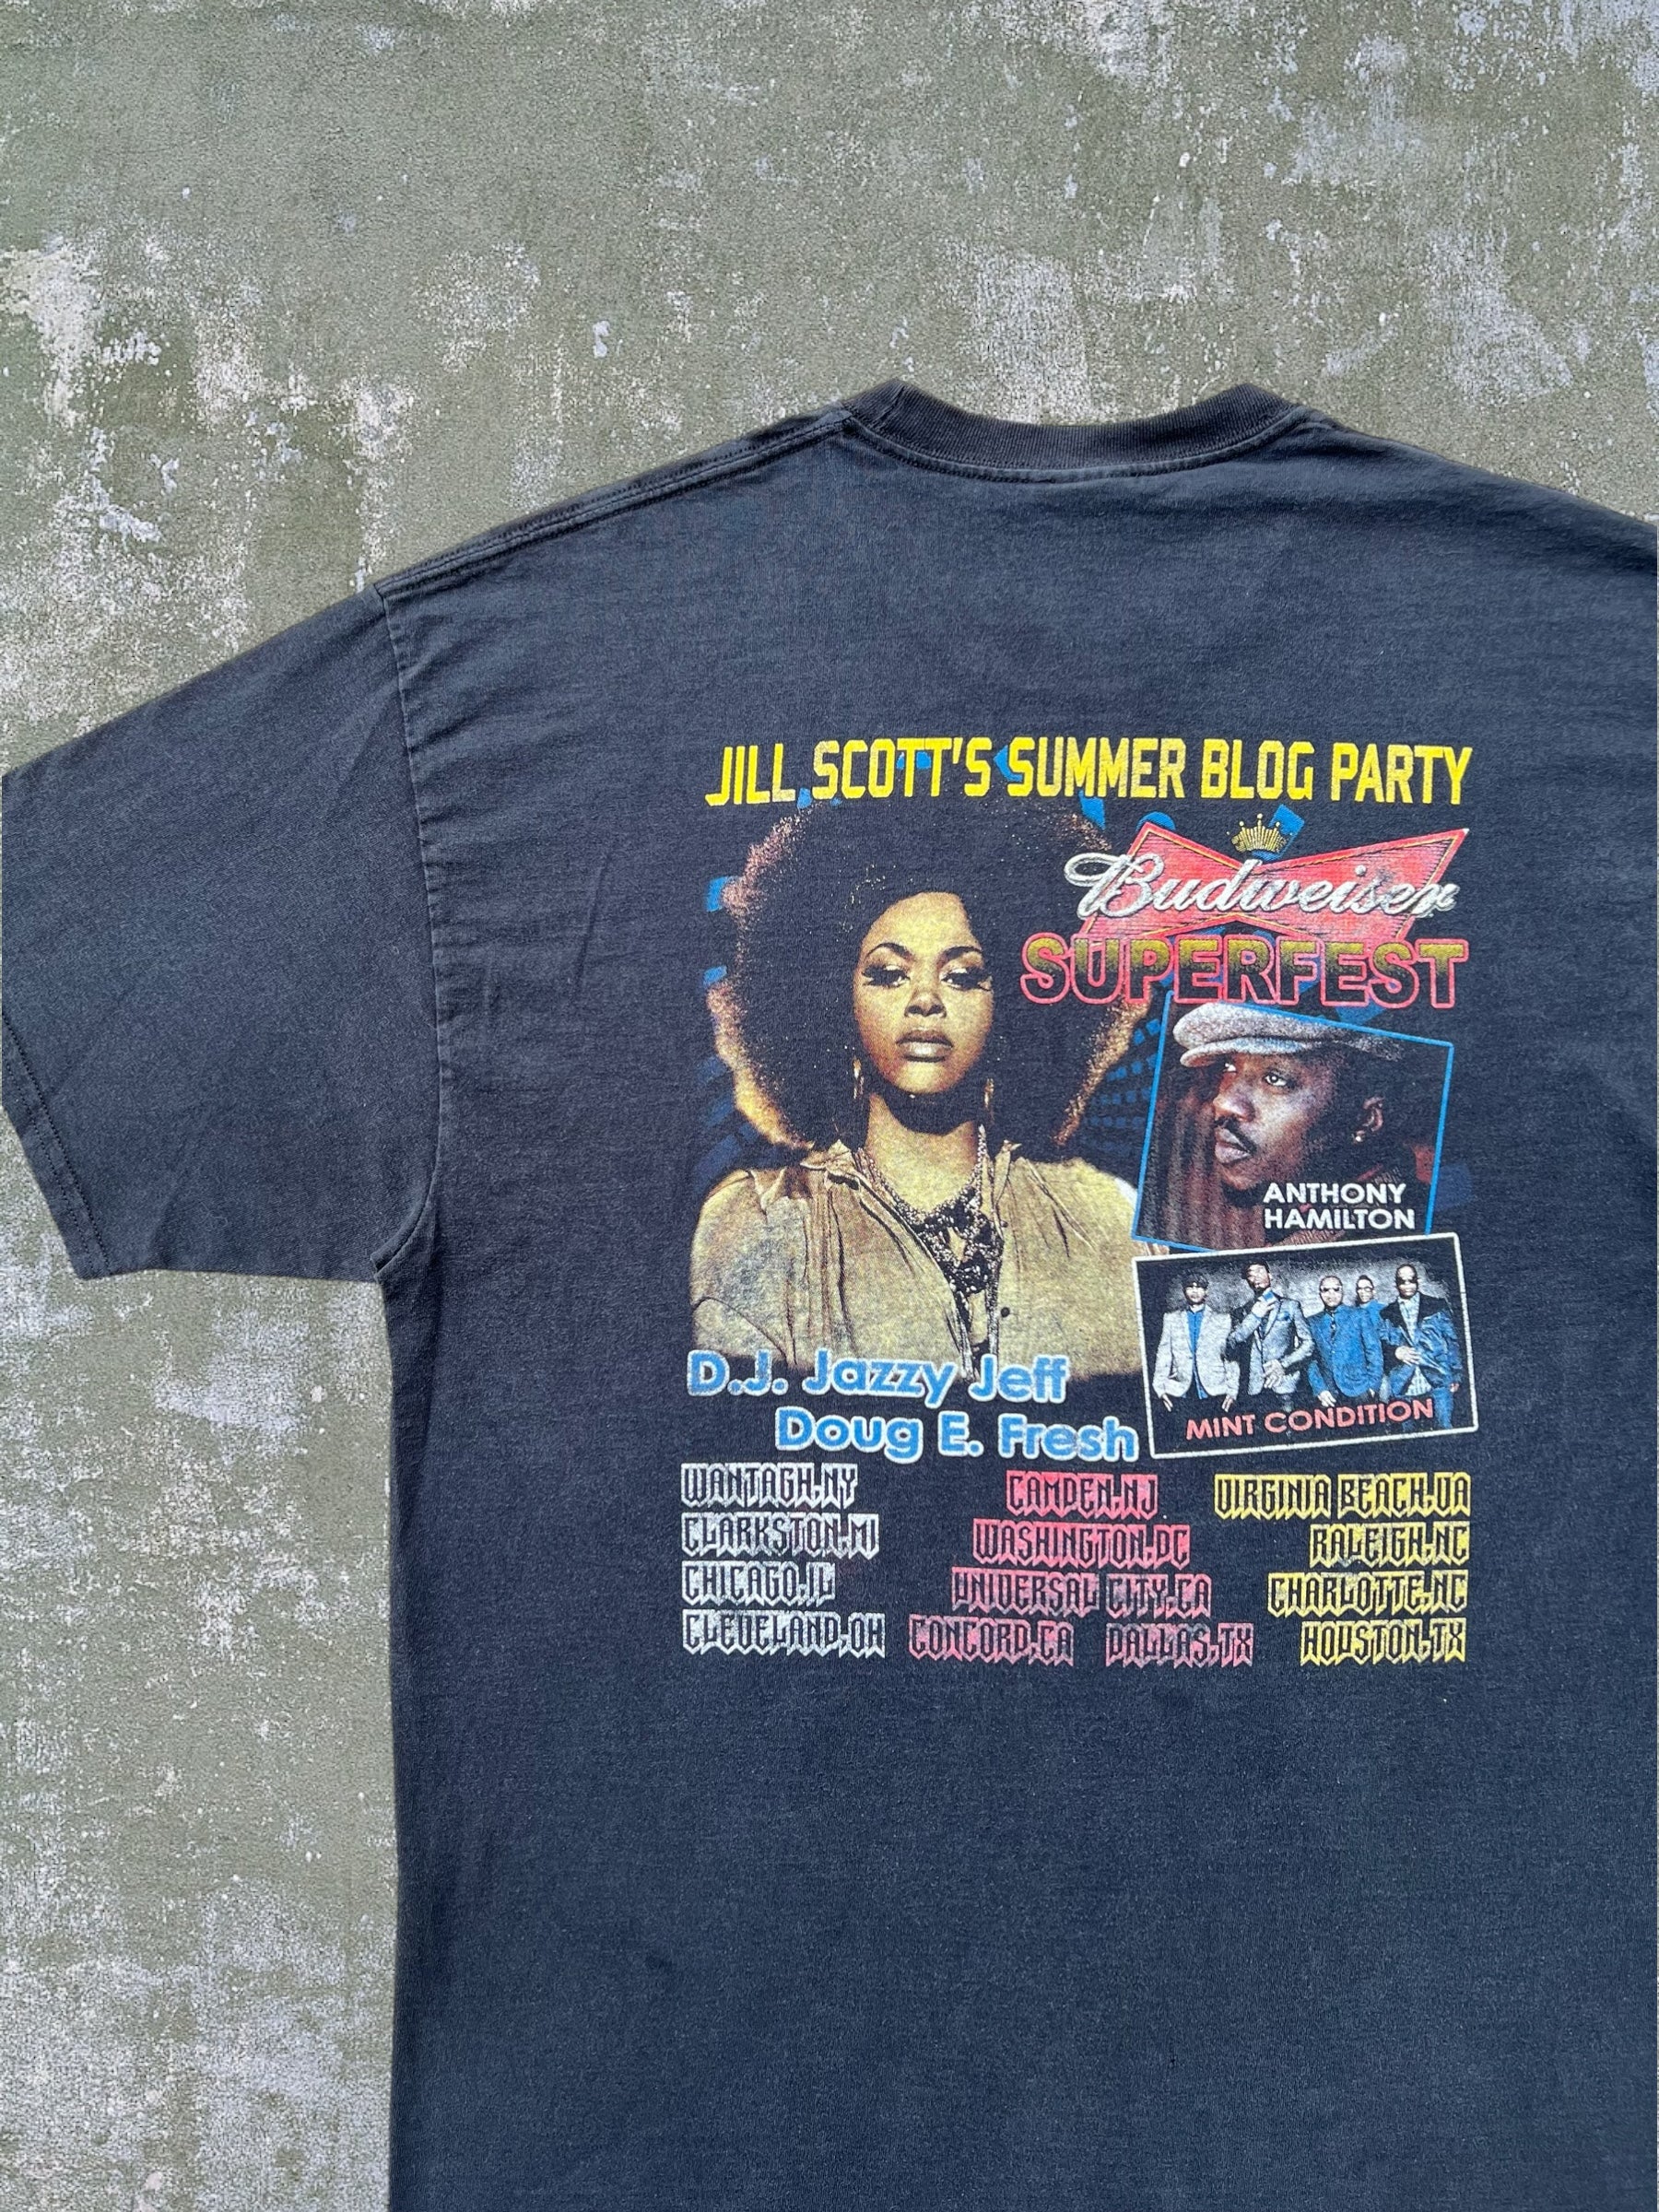 JILL SCOTT'S SUMMER BLOG PARTY
Budweiser
SUPERFEST
ANTHONY
HAMILTON
MINT CONDITION
D.J. Jazzy Jeff
Doug E. Fresh
WANTAGH,NY CAMDEN,NJ VIRGINIA BEACH,VA
CLARKSTON,MI WASHINGTON,DC RALEIGH,NC
CHICAGO,IL UNIVERSAL CITY,CA CHARLOTTE,NC
CLEVELAND,OH CONCORD,CA DALLAS,TX HOUSTON,TX